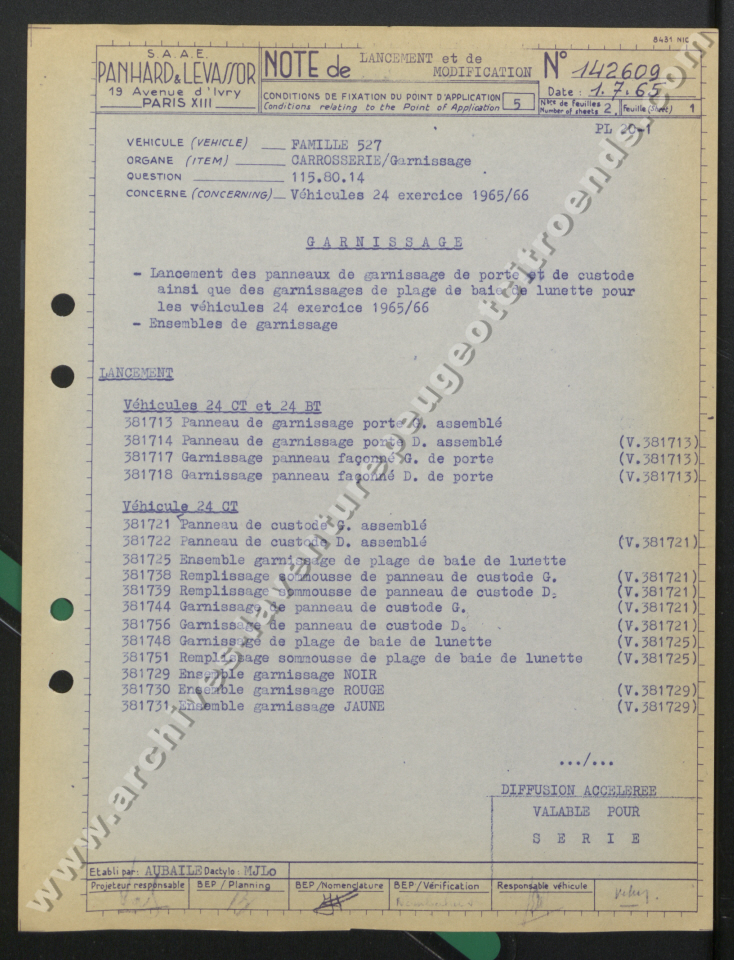 8431 NIC
S.A.A.E.
PANHARD & LEVASSOR
19 Avenue d'Ivry
PARIS XIII
NOTE de LANCEMENT et de
MODIFICATION
CONDITIONS DE FIXATION DU POINT D'APPLICATION
Conditions relating to the Point of Application
5
N° 142609
Date : 1.7.65
Nbre de feuilles
Number of sheets 2
Feuille (Sheet) 1
PL 20-1
VEHICULE (VEHICLE) FAMILLE 527
ORGANE (ITEM) CARROSSERIE/Garnissage
QUESTION 115.80.14
CONCERNE (CONCERNING) Véhicules 24 exercice 1965/66
GARNISSAGE
- Lancement des panneaux de garnissage de porte et de custode
ainsi que des garnissages de plage de baie de lunette pour
les véhicules 24 exercice 1965/66
- Ensembles de garnissage
LANCEMENT
Véhicules 24 CT et 24 BT
381713 Panneau de garnissage porte G. assemblé
381714 Panneau de garnissage porte D. assemblé (V.381713)
381717 Garnissage panneau façonné G. de porte (V.381713)
381718 Garnissage panneau façonné D. de porte (V.381713)
Véhicule 24 CT
381721 Panneau de custode G. assemblé
381722 Panneau de custode D. assemblé (V.381721)
381725 Ensemble garnissage de plage de baie de lunette
381738 Remplissage sommousse de panneau de custode G. (V.381721)
381739 Remplissage sommousse de panneau de custode D. (V.381721)
381744 Garnissage de panneau de custode G. (V.381721)
381756 Garnissage de panneau de custode D. (V.381721)
381748 Garnissage de plage de baie de lunette (V.381725)
381751 Remplissage sommousse de plage de baie de lunette (V.381725)
381729 Ensemble garnissage NOIR
381730 Ensemble garnissage ROUGE (V.381729)
381731 Ensemble garnissage JAUNE (V.381729)
.../...
DIFFUSION ACCELEREE
VALABLE POUR
SERIE
Etabli par: AUBAILE Dactylo: MJLo
Projeteur responsable
BEP / Planning
BEP / Nomenclature
BEP / Vérification
Responsable véhicule
www.archives.laventurepeugeotcitroends.com